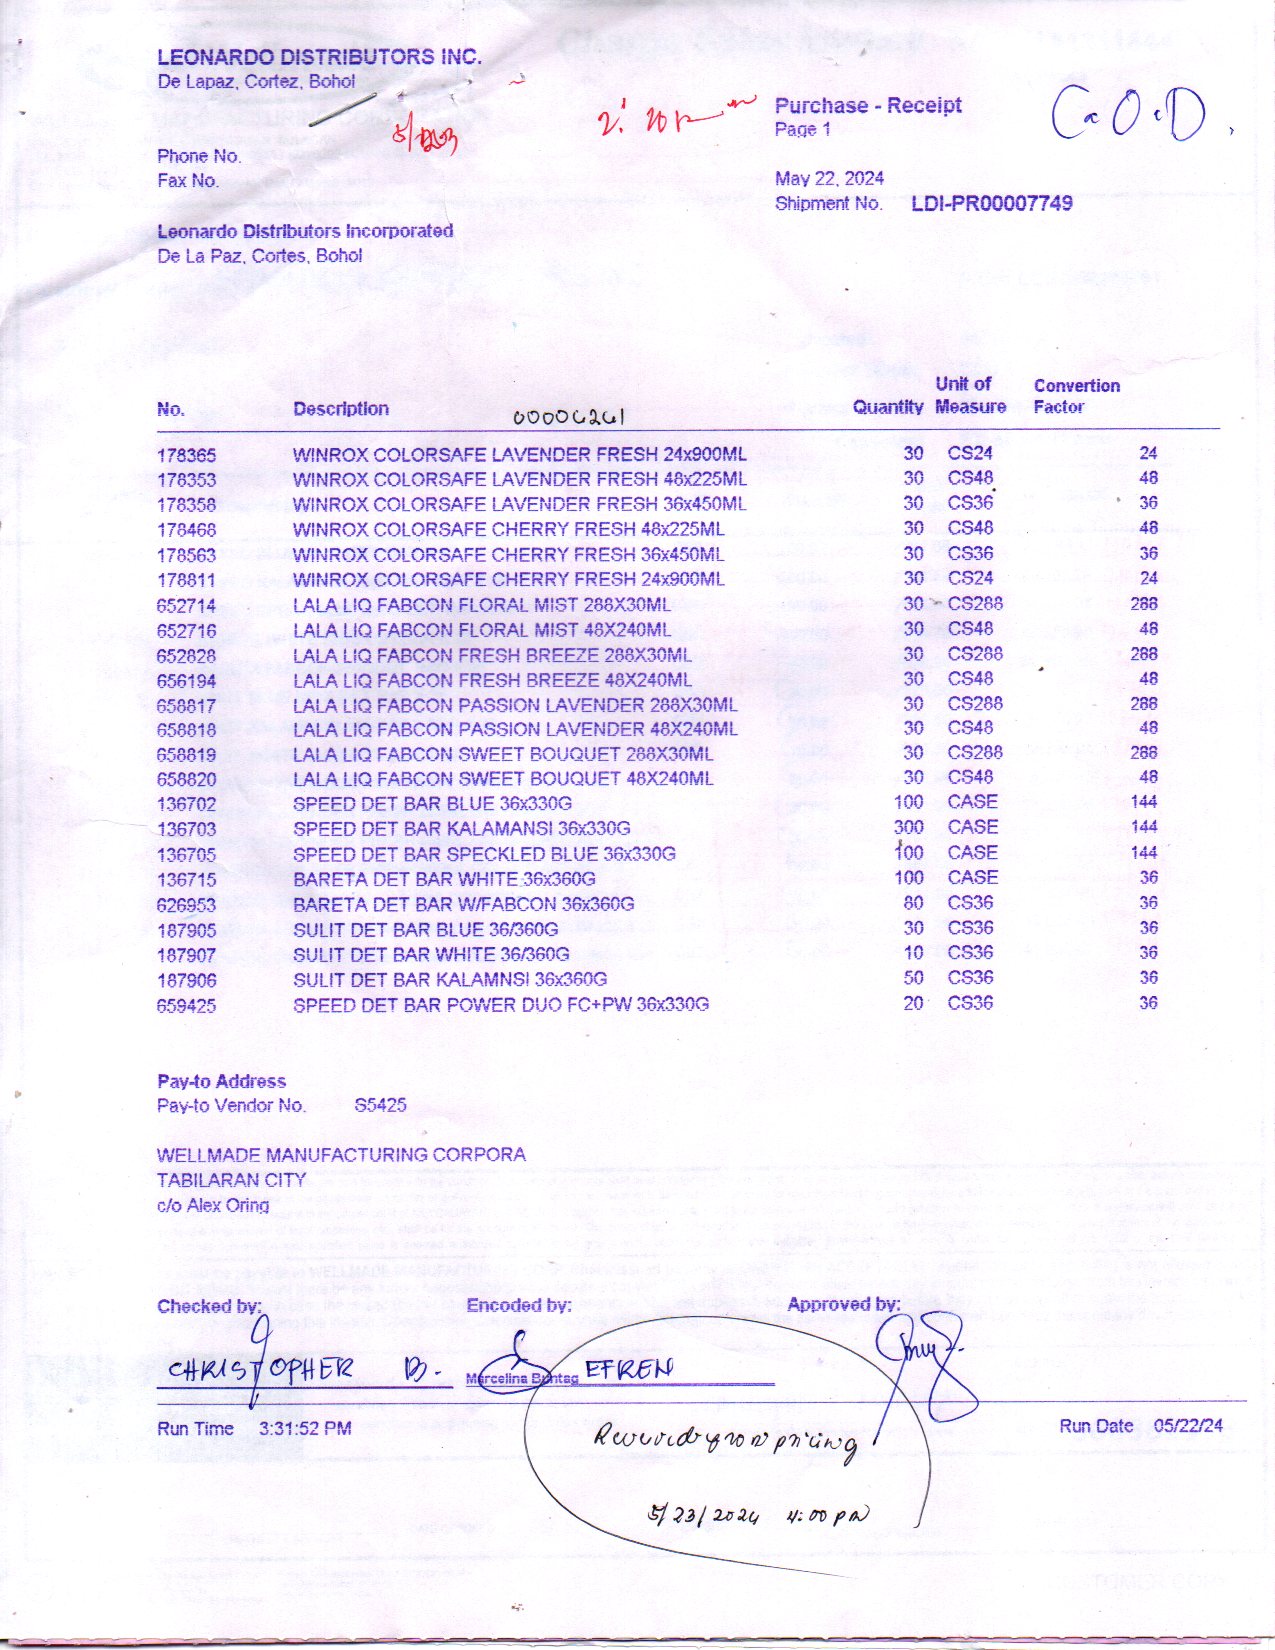 LEONARDO DISTRIBUTORS INC.
De Lapaz, Cortez, Bohol
Purchase - Receipt
C.O.D.
Page 1
Phone No.
Fax No.
May 22, 2024
Shipment No. LDI-PR00007749
Leonardo Distributors Incorporated
De La Paz, Cortes, Bohol
No. Description Quantity Unit of Measure Convertion Factor
178365 WINROX COLORSAFE LAVENDER FRESH 24x900ML 30 CS24 24
178353 WINROX COLORSAFE LAVENDER FRESH 48x225ML 30 CS48 48
178358 WINROX COLORSAFE LAVENDER FRESH 36x450ML 30 CS36 36
178468 WINROX COLORSAFE CHERRY FRESH 48x225ML 30 CS48 48
178563 WINROX COLORSAFE CHERRY FRESH 36x450ML 30 CS36 36
178811 WINROX COLORSAFE CHERRY FRESH 24x900ML 30 CS24 24
652714 LALA LIQ FABCON FLORAL MIST 288X30ML 30 CS288 288
652716 LALA LIQ FABCON FLORAL MIST 48X240ML 30 CS48 48
652828 LALA LIQ FABCON FRESH BREEZE 288X30ML 30 CS288 288
656194 LALA LIQ FABCON FRESH BREEZE 48X240ML 30 CS48 48
658817 LALA LIQ FABCON PASSION LAVENDER 288X30ML 30 CS288 288
658818 LALA LIQ FABCON PASSION LAVENDER 48X240ML 30 CS48 48
658819 LALA LIQ FABCON SWEET BOUQUET 288X30ML 30 CS288 288
658820 LALA LIQ FABCON SWEET BOUQUET 48X240ML 30 CS48 48
136702 SPEED DET BAR BLUE 36x330G 100 CASE 144
136703 SPEED DET BAR KALAMANSI 36x330G 300 CASE 144
136705 SPEED DET BAR SPECKLED BLUE 36x330G 100 CASE 144
136715 BARETA DET BAR WHITE 36x360G 100 CASE 36
626953 BARETA DET BAR W/FABCON 36x360G 80 CS36 36
187905 SULIT DET BAR BLUE 36/360G 30 CS36 36
187907 SULIT DET BAR WHITE 36/360G 10 CS36 36
187906 SULIT DET BAR KALAMNSI 36x360G 50 CS36 36
659425 SPEED DET BAR POWER DUO FC+PW 36x330G 20 CS36 36
Pay-to Address
Pay-to Vendor No. S5425
WELLMADE MANUFACTURING CORPORA
TABILARAN CITY
c/o Alex Oring
Checked by: Encoded by: Approved by:
CHRISTOPHER B. Marcelina Buntag EFREN
Run Time 3:31:52 PM Run Date 05/22/24
pricing
5/23/2024 4:00 PM